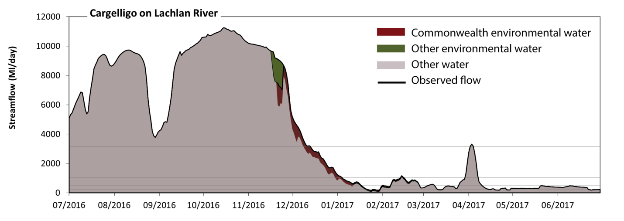 Cargelligo on Lachlan River
Streamflow (Ml/day)
12000
10000
8000
6000
4000
2000
0
Commonwealth environmental water
Other environmental water
Other water
Observed flow
07/2016 08/2016 09/2016 10/2016 11/2016 12/2016 01/2017 02/2017 03/2017 04/2017 05/2017 06/2017